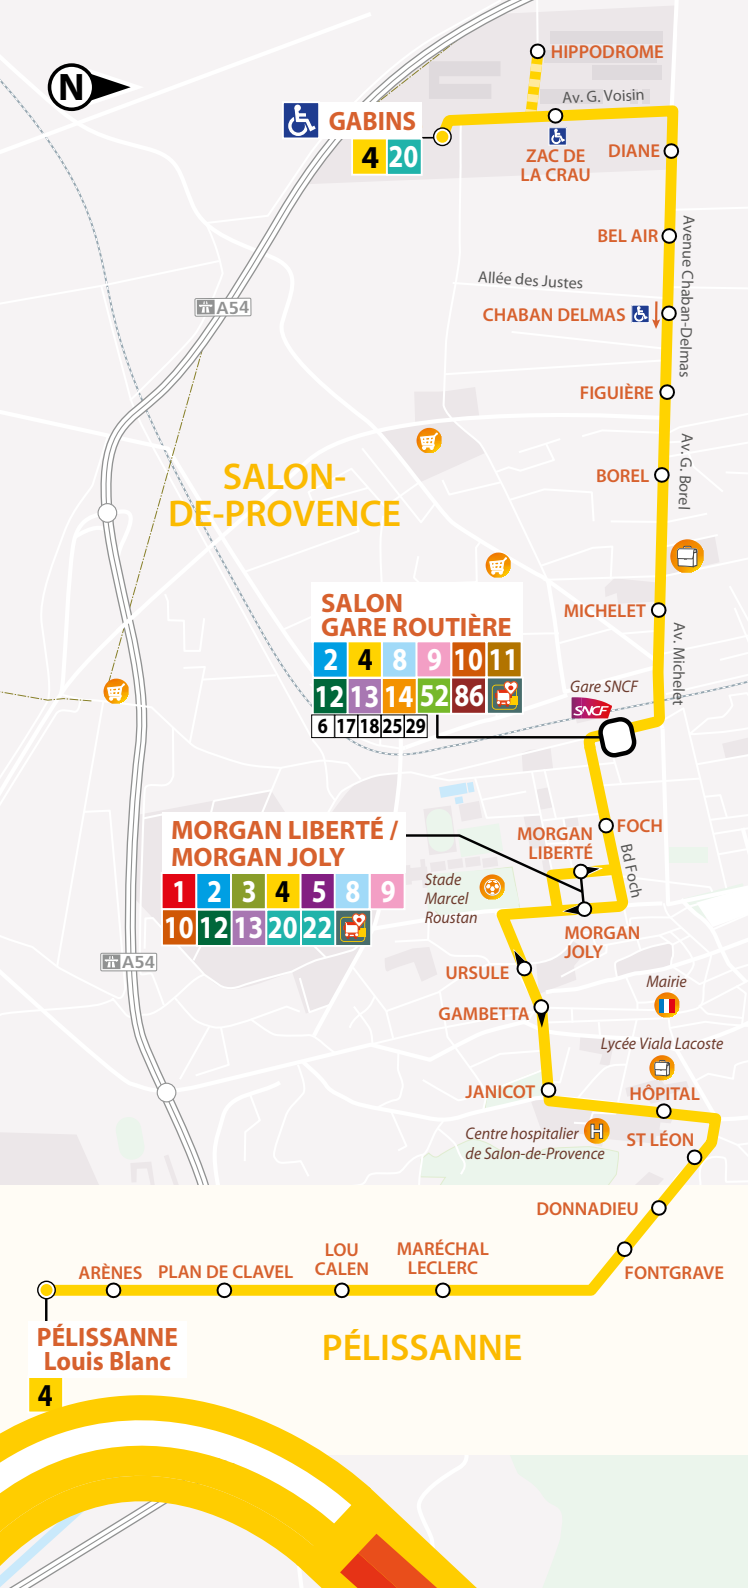 HIPPODROME
N
Av. G. Voisin
GABINS
4 20
ZAC DE
LA CRAU
DIANE
BEL AIR
Avenue Chaban-Delmas
Allée des Justes
A54
CHABAN DELMAS
FIGUIÈRE
BOREL
Av. G. Borel
SALON-
DE-PROVENCE
SALON
GARE ROUTIÈRE
2 4 8 9 10 11
12 13 14 52 86
6 17 18 25 29
MICHELET
Av. Michelet
Gare SNCF
SNCF
FOCH
Bd Foch
MORGAN
LIBERTÉ
MORGAN LIBERTÉ /
MORGAN JOLY
1 2 3 4 5 8 9
10 12 13 20 22
Stade
Marcel
Roustan
MORGAN
JOLY
A54
URSULE
Mairie
GAMBETTA
Lycée Viala Lacoste
JANICOT
HÔPITAL
Centre hospitalier
de Salon-de-Provence
H
ST LÉON
DONNADIEU
FONTGRAVE
MARÉCHAL
LECLERC
LOU
CALEN
PLAN DE CLAVEL
ARÈNES
PÉLISSANNE
Louis Blanc
4
PÉLISSANNE